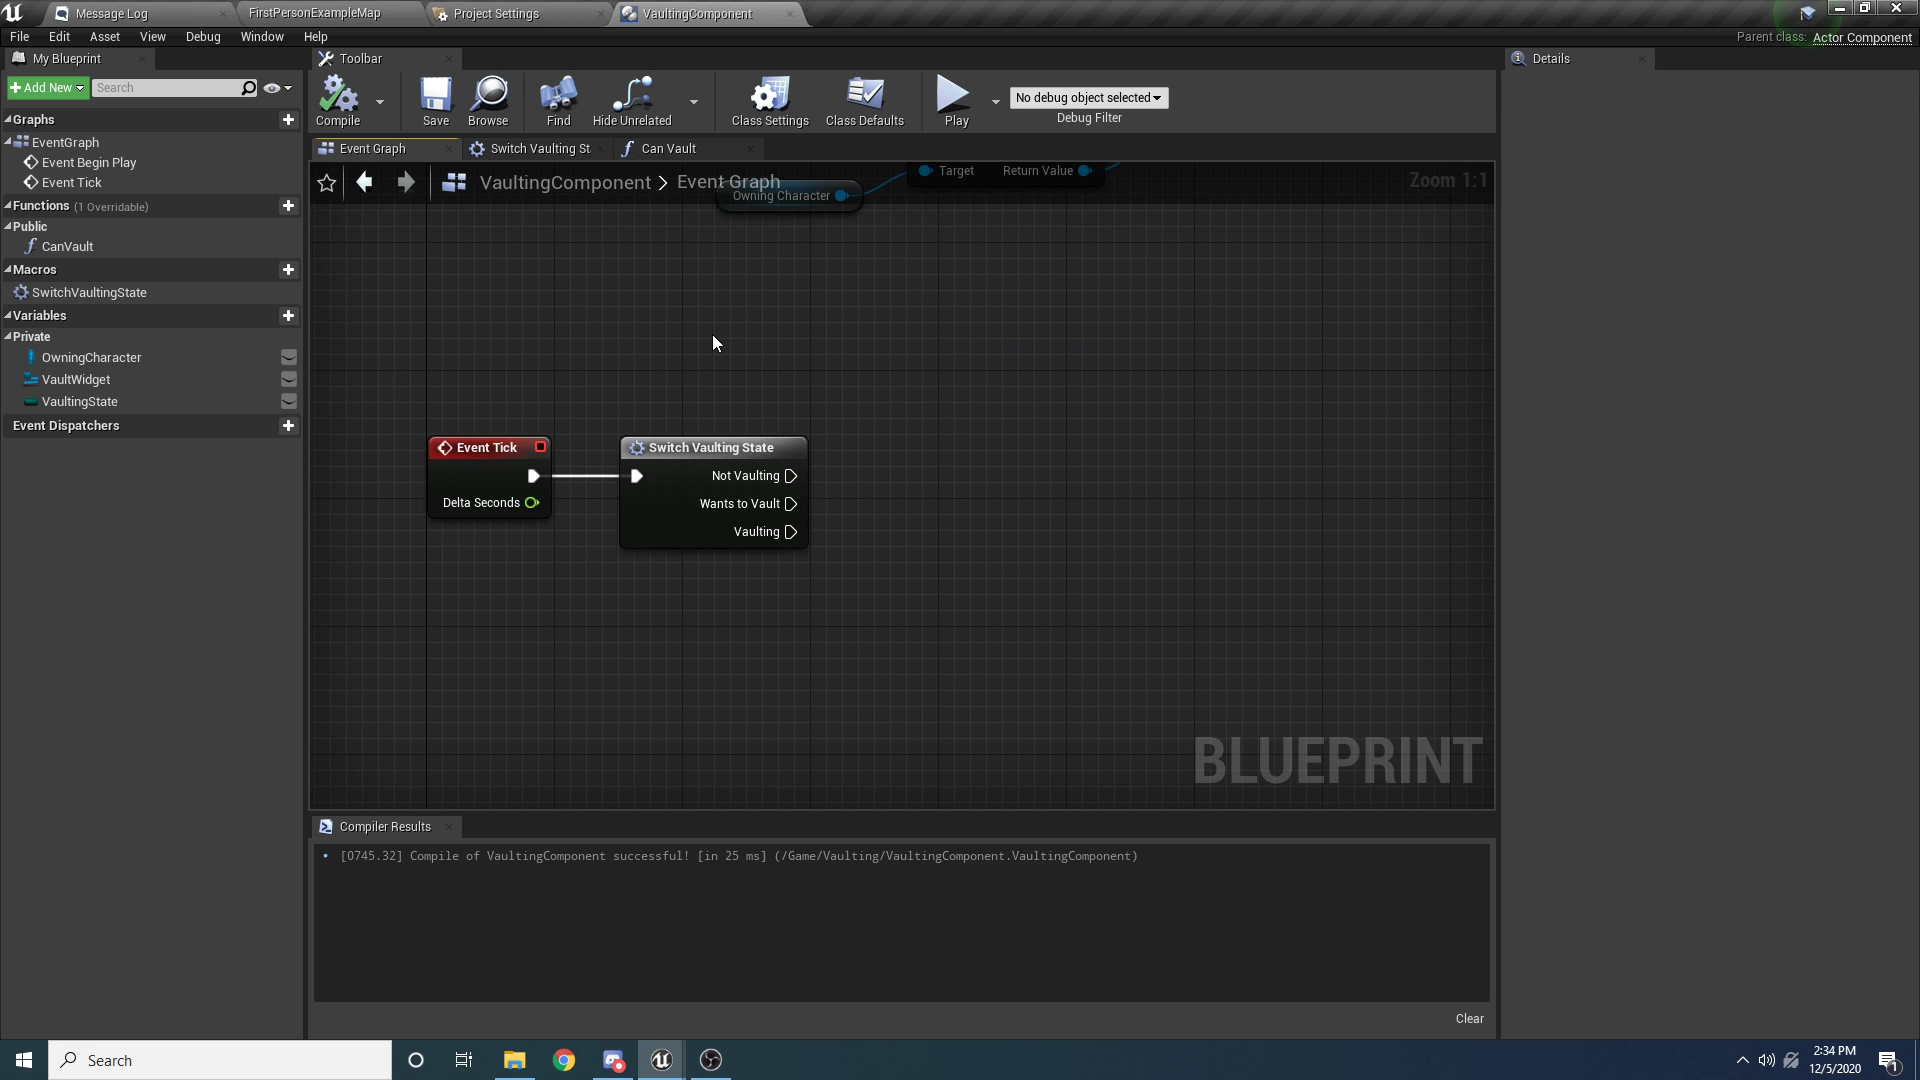 Message Log
FirstPersonExampleMap
Project Settings
VaultingComponent
File Edit Asset View Debug Window Help
Parent class: Actor Component
My Blueprint
Toolbar
Details
Add New
Search
Compile
Save
Browse
Find
Hide Unrelated
Class Settings
Class Defaults
Play
No debug object selected
Debug Filter
Graphs
EventGraph
Event Begin Play
Event Tick
Functions (1 Overridable)
Public
CanVault
Macros
SwitchVaultingState
Variables
Private
OwningCharacter
VaultWidget
VaultingState
Event Dispatchers
Event Graph
Switch Vaulting St
Can Vault
VaultingComponent > Event Graph
Zoom 1:1
Target Return Value
Owning Character
Event Tick
Delta Seconds
Switch Vaulting State
Not Vaulting
Wants to Vault
Vaulting
BLUEPRINT
Compiler Results
[0745.32] Compile of VaultingComponent successful! [in 25 ms] (/Game/Vaulting/VaultingComponent.VaultingComponent)
Clear
Search
2:34 PM
12/5/2020
1